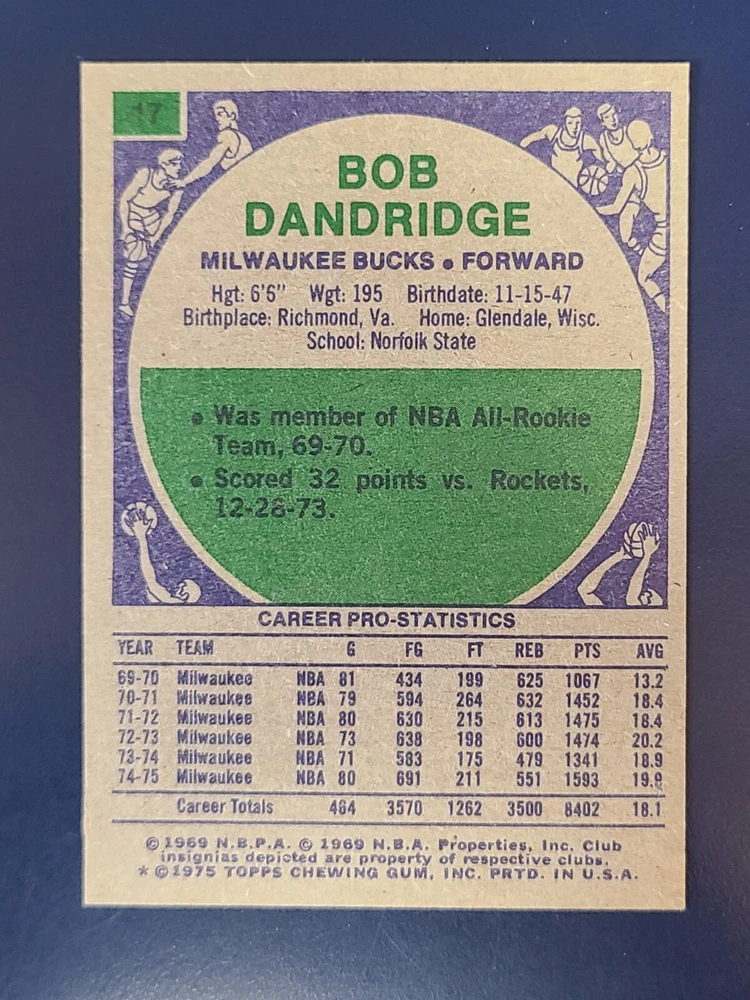 17
BOB
DANDRIDGE
MILWAUKEE BUCKS • FORWARD
Hgt: 6'6" Wgt: 195 Birthdate: 11-15-47
Birthplace: Richmond, Va. Home: Glendale, Wisc.
School: Norfolk State
• Was member of NBA All-Rookie
Team, 69-70.
• Scored 32 points vs. Rockets,
12-28-73.
CAREER PRO-STATISTICS
YEAR TEAM G FG FT REB PTS AVG
69-70 Milwaukee NBA 81 434 199 625 1067 13.2
70-71 Milwaukee NBA 79 594 264 632 1452 18.4
71-72 Milwaukee NBA 80 630 215 613 1475 18.4
72-73 Milwaukee NBA 73 638 198 600 1474 20.2
73-74 Milwaukee NBA 71 583 175 479 1341 18.9
74-75 Milwaukee NBA 80 691 211 551 1593 19.9
Career Totals 464 3570 1262 3500 8402 18.1
© 1969 N.B.P.A. © 1969 N.B.A. Properties, Inc. Club
insignias depicted are property of respective clubs.
* © 1975 TOPPS CHEWING GUM, INC. PRTD. IN U.S.A.